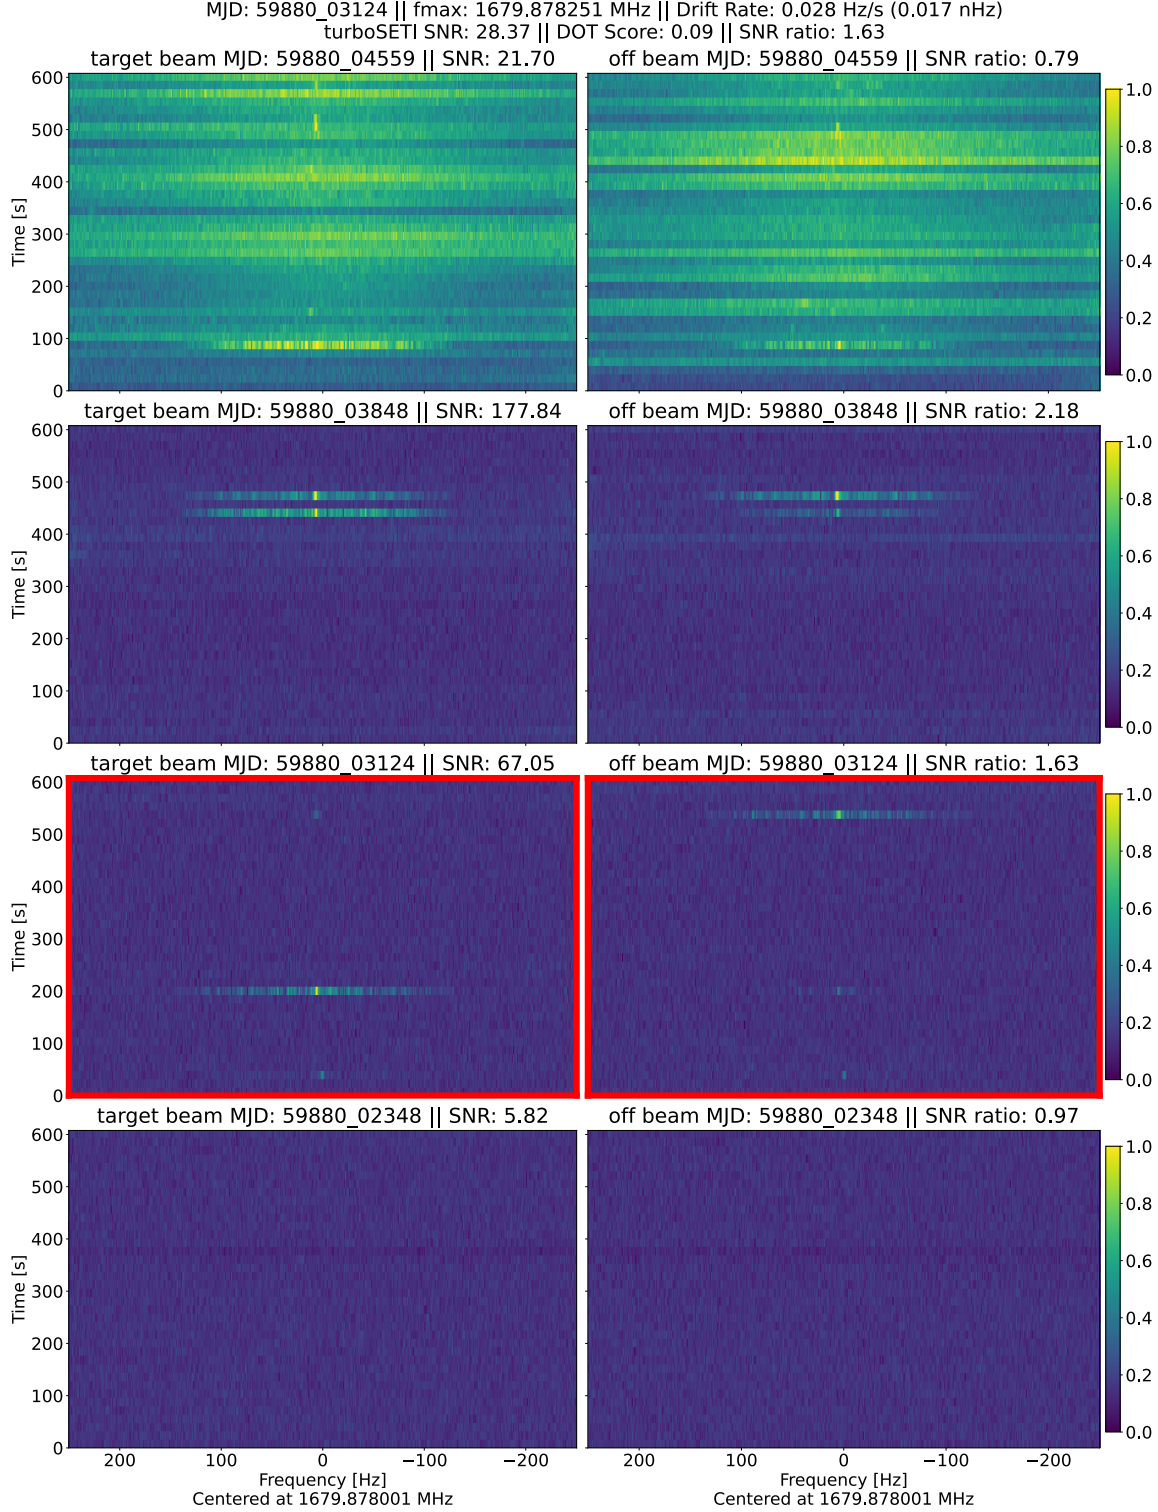 MJD: 59880_03124 || fmax: 1679.878251 MHz || Drift Rate: 0.028 Hz/s (0.017 nHz)
turboSETI SNR: 28.37 || DOT Score: 0.09 || SNR ratio: 1.63
target beam MJD: 59880_04559 || SNR: 21.70
off beam MJD: 59880_04559 || SNR ratio: 0.79
Time [s]
600
500
400
300
200
100
0
1.0
0.8
0.6
0.4
0.2
0.0
target beam MJD: 59880_03848 || SNR: 177.84
off beam MJD: 59880_03848 || SNR ratio: 2.18
Time [s]
600
500
400
300
200
100
0
1.0
0.8
0.6
0.4
0.2
0.0
target beam MJD: 59880_03124 || SNR: 67.05
off beam MJD: 59880_03124 || SNR ratio: 1.63
Time [s]
600
500
400
300
200
100
0
1.0
0.8
0.6
0.4
0.2
0.0
target beam MJD: 59880_02348 || SNR: 5.82
off beam MJD: 59880_02348 || SNR ratio: 0.97
Time [s]
600
500
400
300
200
100
0
1.0
0.8
0.6
0.4
0.2
0.0
200 100 0 −100 −200
200 100 0 −100 −200
Frequency [Hz]
Centered at 1679.878001 MHz
Frequency [Hz]
Centered at 1679.878001 MHz